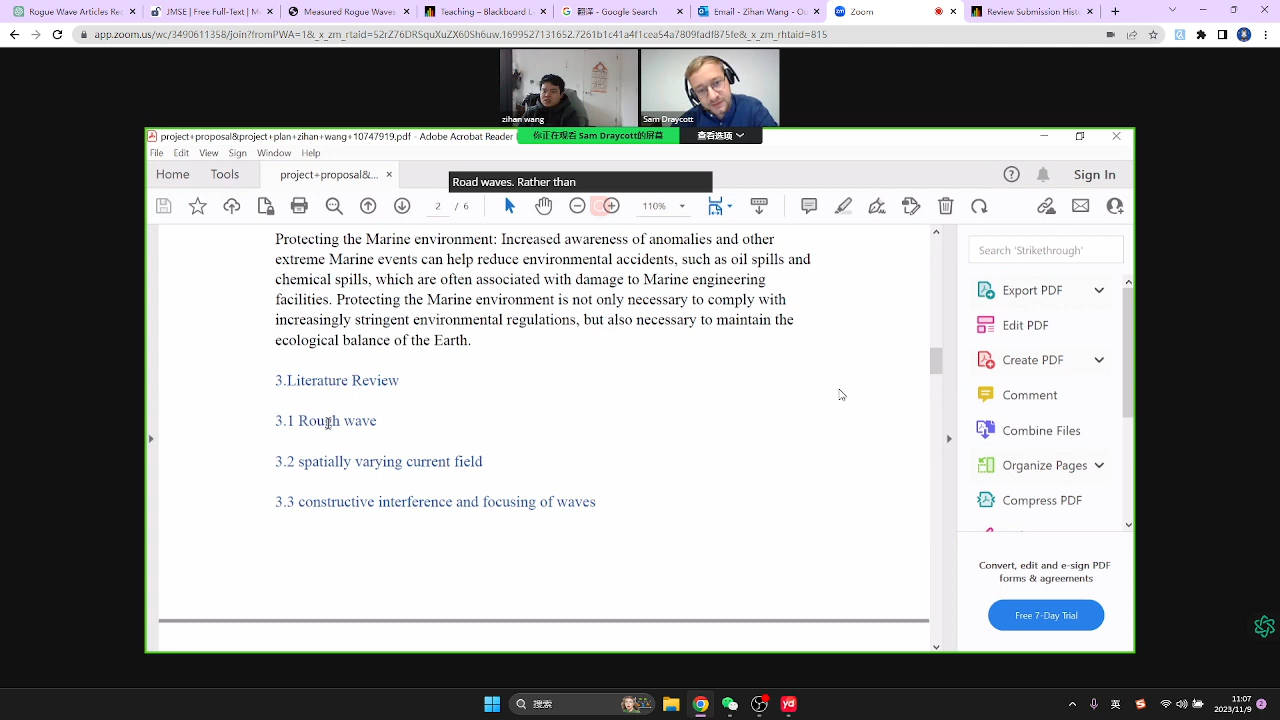 Rogue Wave Articles Re
JMSE | Free Full-Text | M
Measured Rogue Waves
Teaching – Blackboard L
翻译 - Google Search
Email - Zihan Wang - O
Zoom
Review Submission Hist
app.zoom.us/wc/3490611358/join?fromPWA=1&_x_zm_rtaid=52rZ76DRSquXuZX60S5h6uw.1699527131652.7261b1c41a4f1cea54a7809fadf875fe&_x_zm_rhtaid=815
zihan wang
Sam Draycott
project+proposal&project+plan+zihan+wang+10747919.pdf - Adobe Acrobat Reader
你正在观看 Sam Draycott的屏幕
查看选项
File Edit View Sign Window Help
Home Tools project+proposal&... Sign In
Road waves. Rather than
2 / 6 110%
Protecting the Marine environment: Increased awareness of anomalies and other
extreme Marine events can help reduce environmental accidents, such as oil spills and
chemical spills, which are often associated with damage to Marine engineering
facilities. Protecting the Marine environment is not only necessary to comply with
increasingly stringent environmental regulations, but also necessary to maintain the
ecological balance of the Earth.
3.Literature Review
3.1 Rough wave
3.2 spatially varying current field
3.3 constructive interference and focusing of waves
Search 'Strikethrough'
Export PDF
Edit PDF
Create PDF
Comment
Combine Files
Organize Pages
Compress PDF
Convert, edit and e-sign PDF
forms & agreements
Free 7-Day Trial
搜索
yd
英
11:07
2023/11/9
2